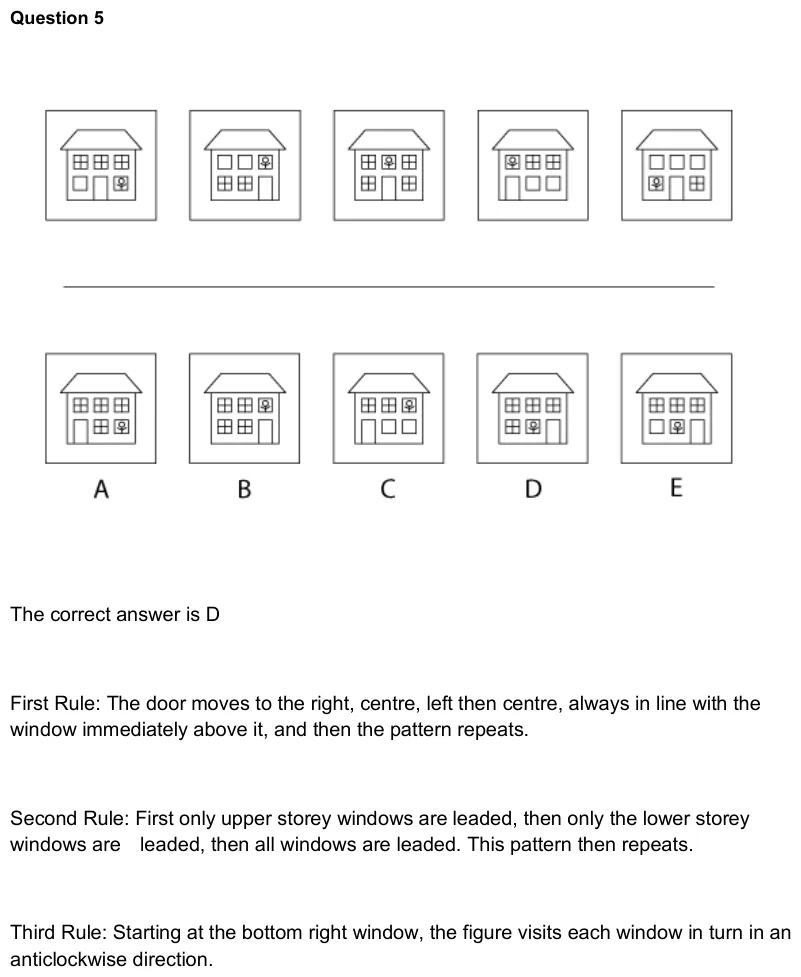 Question 5
A B C D E
The correct answer is D
First Rule: The door moves to the right, centre, left then centre, always in line with the
window immediately above it, and then the pattern repeats.
Second Rule: First only upper storey windows are leaded, then only the lower storey
windows are leaded, then all windows are leaded. This pattern then repeats.
Third Rule: Starting at the bottom right window, the figure visits each window in turn in an
anticlockwise direction.